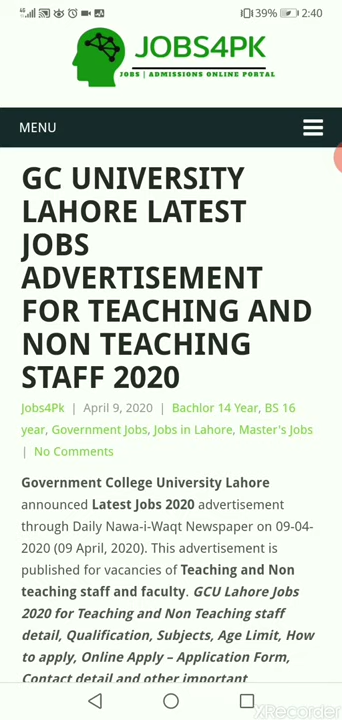 39% 2:40
JOBS4PK
JOBS | ADMISSIONS ONLINE PORTAL
MENU
GC UNIVERSITY
LAHORE LATEST
JOBS
ADVERTISEMENT
FOR TEACHING AND
NON TEACHING
STAFF 2020
Jobs4Pk | April 9, 2020 | Bachlor 14 Year, BS 16
year, Government Jobs, Jobs in Lahore, Master's Jobs
| No Comments
Government College University Lahore
announced Latest Jobs 2020 advertisement
through Daily Nawa-i-Waqt Newspaper on 09-04-
2020 (09 April, 2020). This advertisement is
published for vacancies of Teaching and Non
teaching staff and faculty. GCU Lahore Jobs
2020 for Teaching and Non Teaching staff
detail, Qualification, Subjects, Age Limit, How
to apply, Online Apply – Application Form,
Contact detail and other important
XRecorder